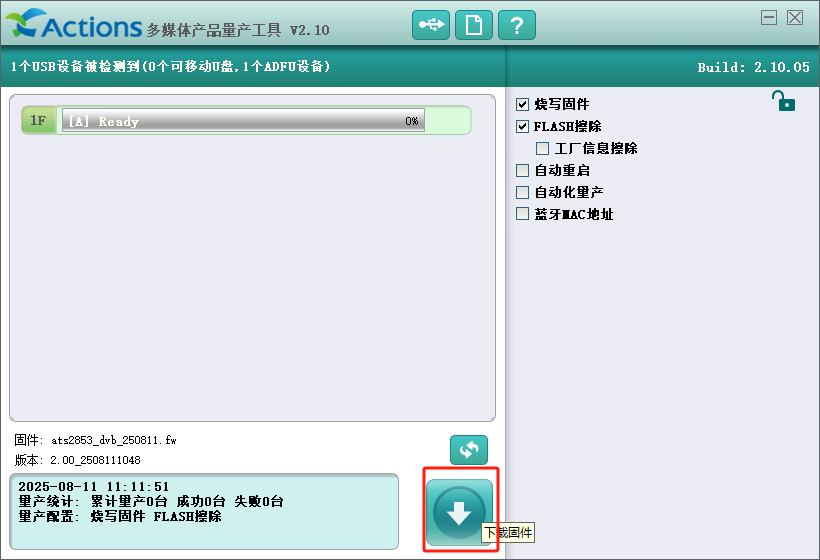 Actions 多媒体产品量产工具 V2.10
?
1个USB设备被检测到(0个可移动U盘,1个ADFU设备)
Build: 2.10.05
1F [A] Ready 0%
烧写固件
FLASH擦除
工厂信息擦除
自动重启
自动化量产
蓝牙MAC地址
固件: ats2853_dvb_250811.fw
版本: 2.00_2508111048
2025-08-11 11:11:51
量产统计: 累计量产0台 成功0台 失败0台
量产配置: 烧写固件 FLASH擦除
下载固件